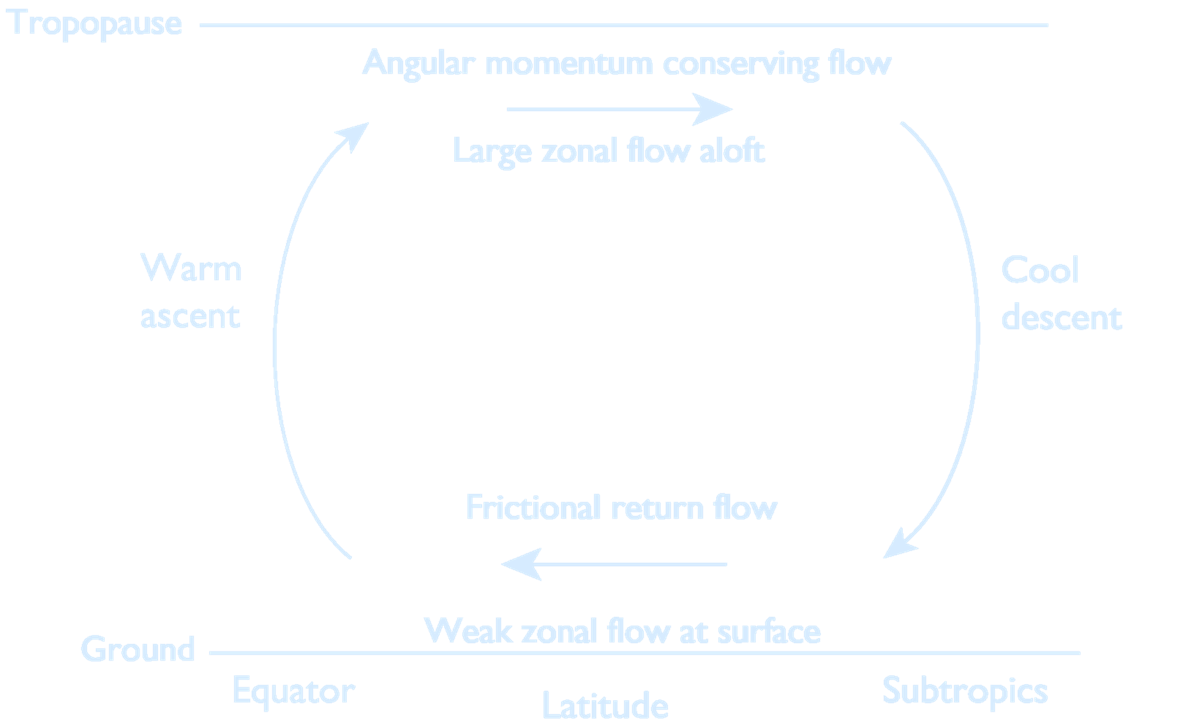 Tropopause
Angular momentum conserving flow
Large zonal flow aloft
Warm
ascent
Cool
descent
Frictional return flow
Weak zonal flow at surface
Ground
Equator
Latitude
Subtropics